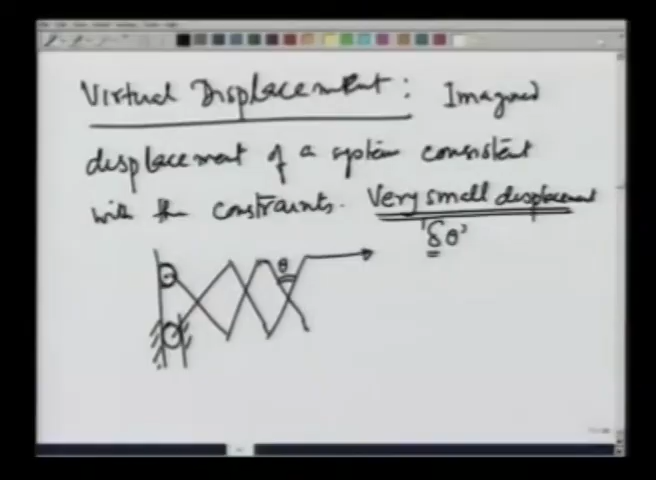 Virtual Displacement : Imagined
displacement of a system consistent
with the constraints. Very small displacement
'δθ'
θ